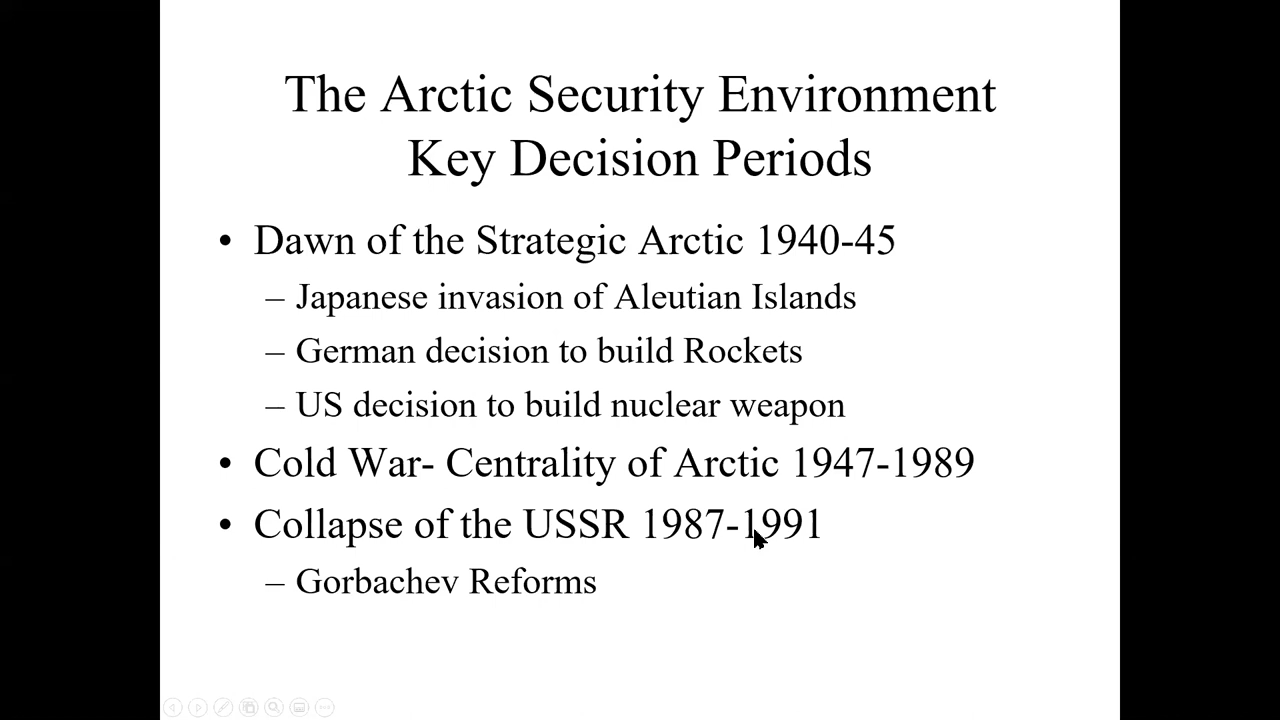 The Arctic Security Environment
Key Decision Periods
• Dawn of the Strategic Arctic 1940-45
– Japanese invasion of Aleutian Islands
– German decision to build Rockets
– US decision to build nuclear weapon
• Cold War- Centrality of Arctic 1947-1989
• Collapse of the USSR 1987-1991
– Gorbachev Reforms